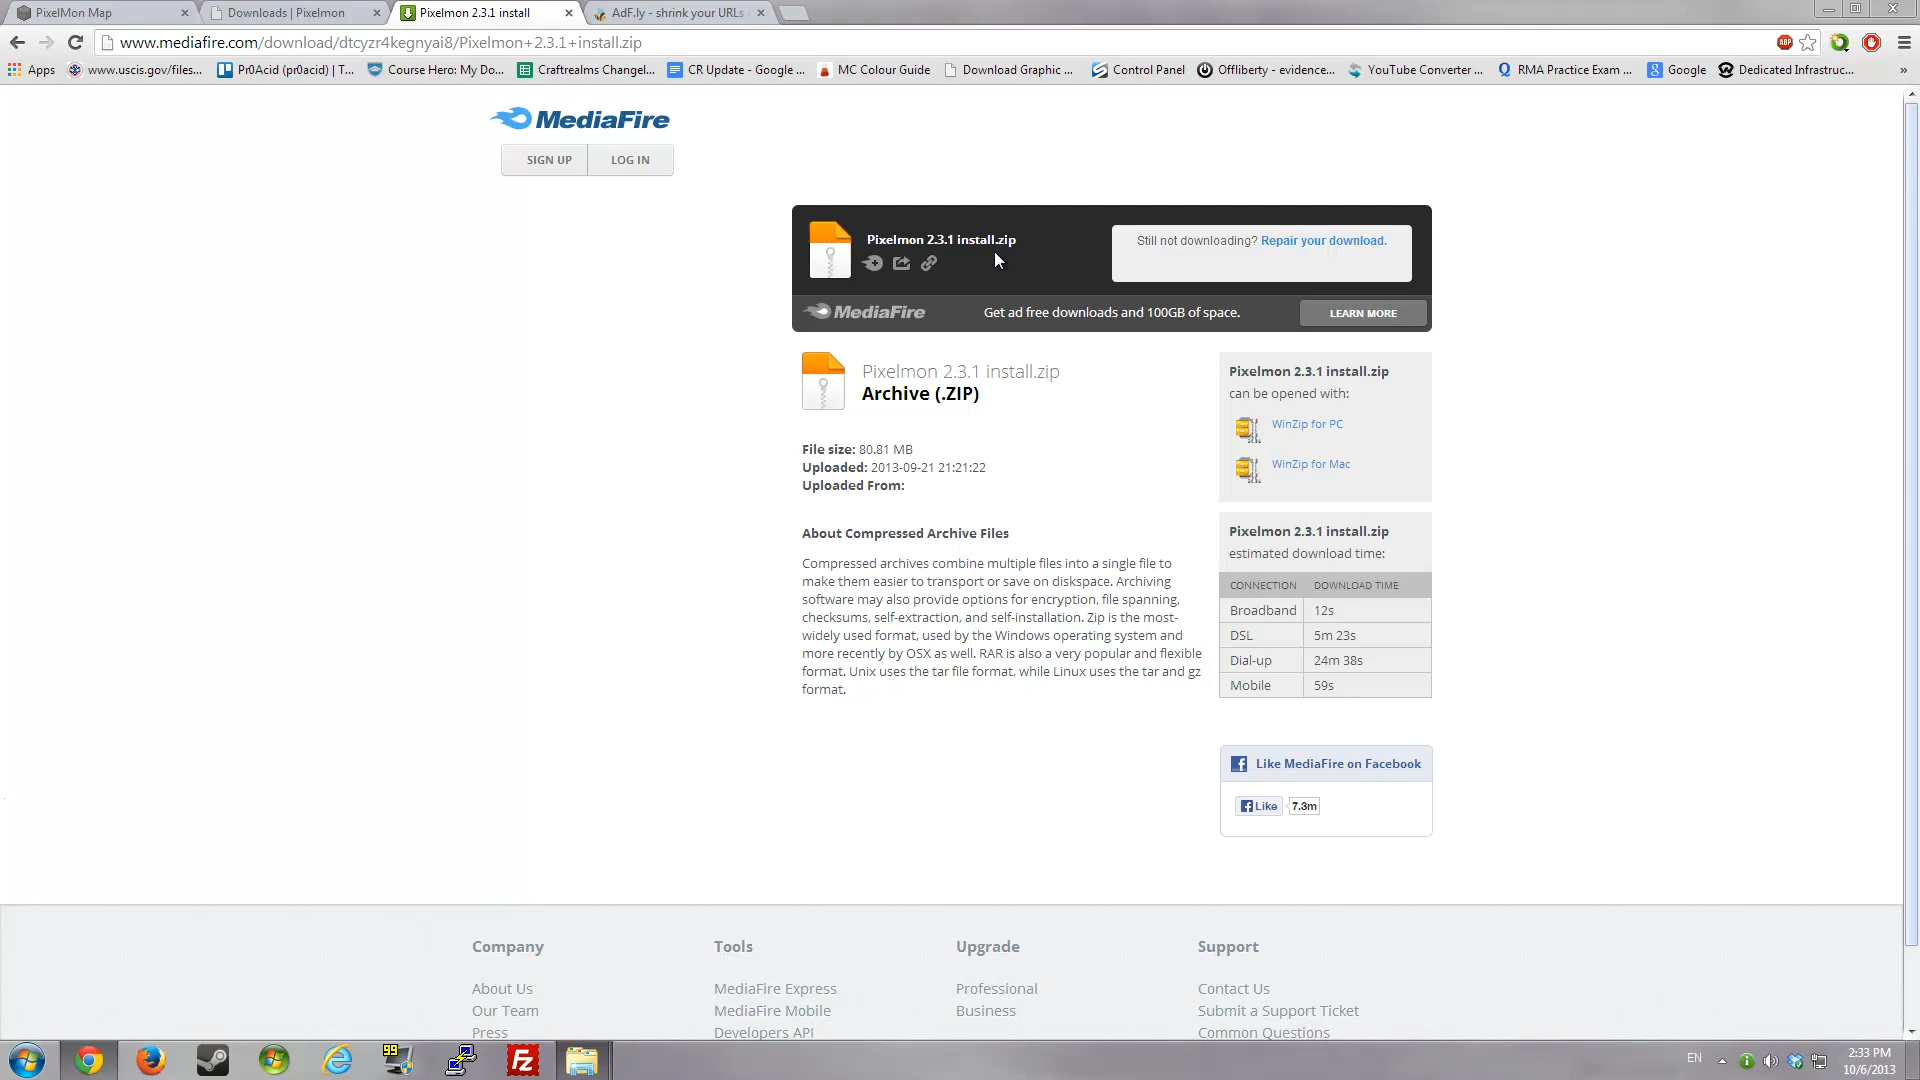 PixelMon Map
Downloads | Pixelmon
Pixelmon 2.3.1 install
AdF.ly - shrink your URLs
www.mediafire.com/download/dtcyzr4kegnyai8/Pixelmon+2.3.1+install.zip
ABP
Apps
www.uscis.gov/files...
Pr0Acid (pr0acid) | T...
Course Hero: My Do...
Craftrealms Changel...
CR Update - Google ...
MC Colour Guide
Download Graphic ...
Control Panel
Offliberty - evidence...
YouTube Converter ...
RMA Practice Exam ...
Google
Dedicated Infrastruc...
»
MediaFire
SIGN UP
LOG IN
Pixelmon 2.3.1 install.zip
Still not downloading? Repair your download.
MediaFire
Get ad free downloads and 100GB of space.
LEARN MORE
Pixelmon 2.3.1 install.zip
Archive (.ZIP)
File size: 80.81 MB
Uploaded: 2013-09-21 21:21:22
Uploaded From:
About Compressed Archive Files
Compressed archives combine multiple files into a single file to
make them easier to transport or save on diskspace. Archiving
software may also provide options for encryption, file spanning,
checksums, self-extraction, and self-installation. Zip is the most-
widely used format, used by the Windows operating system and
more recently by OSX as well. RAR is also a very popular and flexible
format. Unix uses the tar file format, while Linux uses the tar and gz
format.
Pixelmon 2.3.1 install.zip
can be opened with:
WinZip for PC
WinZip for Mac
Pixelmon 2.3.1 install.zip
estimated download time:
CONNECTION DOWNLOAD TIME
Broadband 12s
DSL 5m 23s
Dial-up 24m 38s
Mobile 59s
Like MediaFire on Facebook
Like
7.3m
Company
About Us
Our Team
Press
Tools
MediaFire Express
MediaFire Mobile
Developers API
Upgrade
Professional
Business
Support
Contact Us
Submit a Support Ticket
Common Questions
99
Fz
EN
2:33 PM
10/6/2013